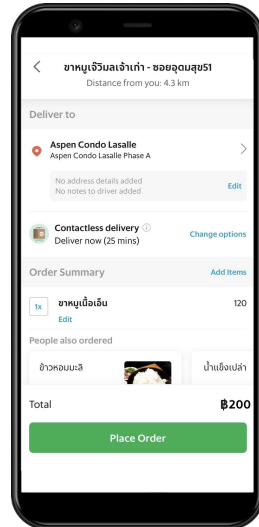 ขาหมูเจ๊วิมลเจ้าเก่า - ซอยอุดมสุข51
Distance from you: 4.3 km
Deliver to
Aspen Condo Lasalle
Aspen Condo Lasalle Phase A
No address details added
No notes to driver added
Edit
Contactless delivery
Deliver now (25 mins)
Change options
Order Summary
Add Items
1x ขาหมูเนื้อเอ็น 120
Edit
People also ordered
ข้าวหอมมะลิ
น้ำแข็งเปล่า
Total ฿200
Place Order